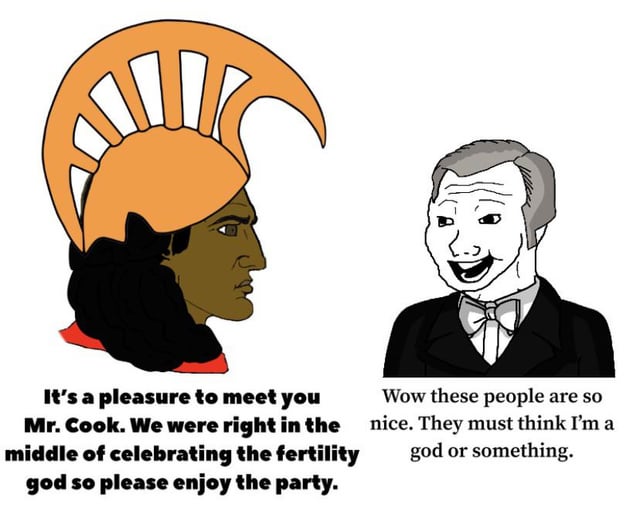 It's a pleasure to meet you
Mr. Cook. We were right in the
middle of celebrating the fertility
god so please enjoy the party.
Wow these people are so
nice. They must think I'm a
god or something.